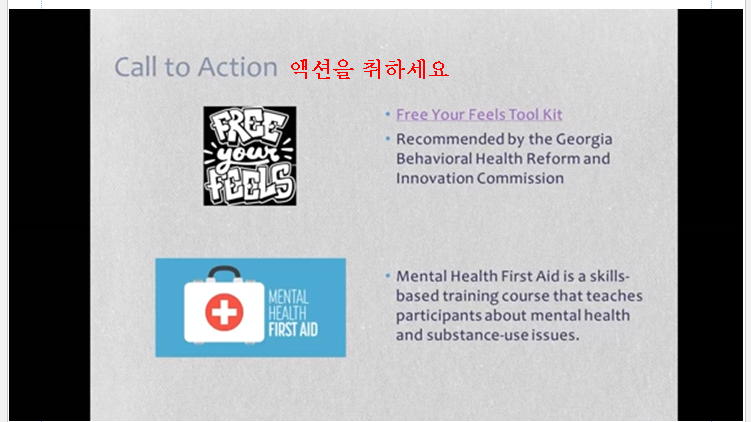 Call to Action 액션을 취하세요
FREE
your
FEELS
• Free Your Feels Tool Kit
• Recommended by the Georgia
Behavioral Health Reform and
Innovation Commission
MENTAL
HEALTH
FIRST AID
• Mental Health First Aid is a skills-
based training course that teaches
participants about mental health
and substance-use issues.